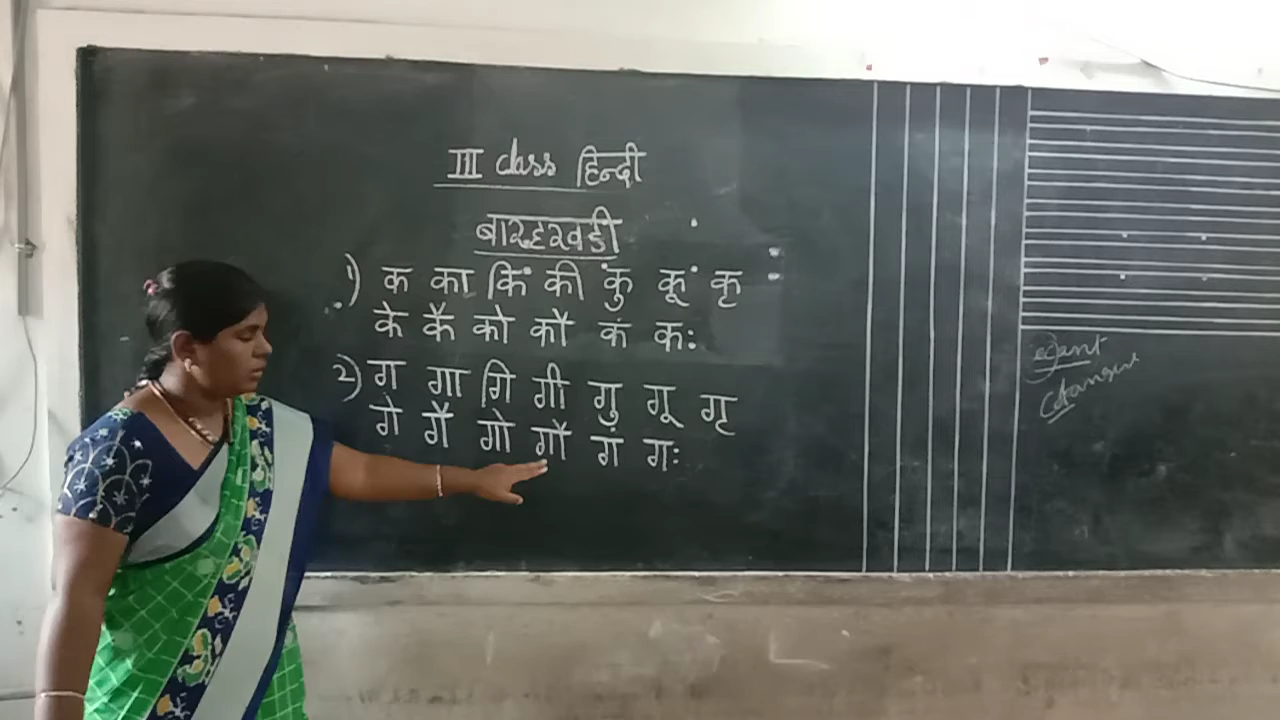 III class हिन्दी
बारहखडी
1) क का कि की कु कू कृ
के कै को कौ कं कः
2) ग गा गि गी गु गू गृ
गे गै गो गौ गं गः